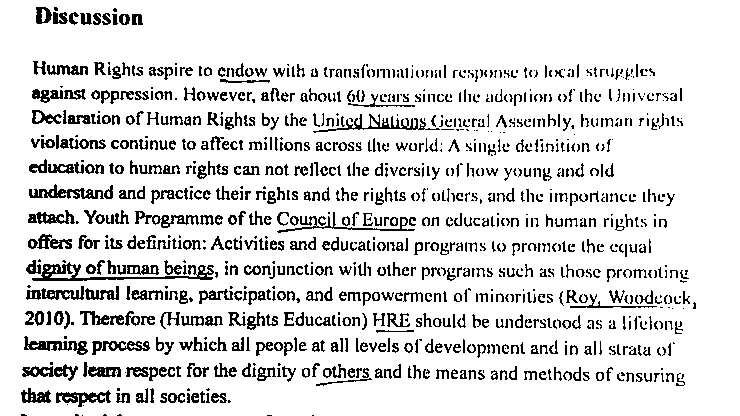 Discussion
Human Rights aspire to endow with a transformational response to local struggles
against oppression. However, after about 60 years since the adoption of the Universal
Declaration of Human Rights by the United Nations General Assembly, human rights
violations continue to affect millions across the world: A single definition of
education to human rights can not reflect the diversity of how young and old
understand and practice their rights and the rights of others, and the importance they
attach. Youth Programme of the Council of Europe on education in human rights in
offers for its definition: Activities and educational programs to promote the equal
dignity of human beings, in conjunction with other programs such as those promoting
intercultural learning, participation, and empowerment of minorities (Roy, Woodcock,
2010). Therefore (Human Rights Education) HRE should be understood as a lifelong
learning process by which all people at all levels of development and in all strata of
society learn respect for the dignity of others and the means and methods of ensuring
that respect in all societies.